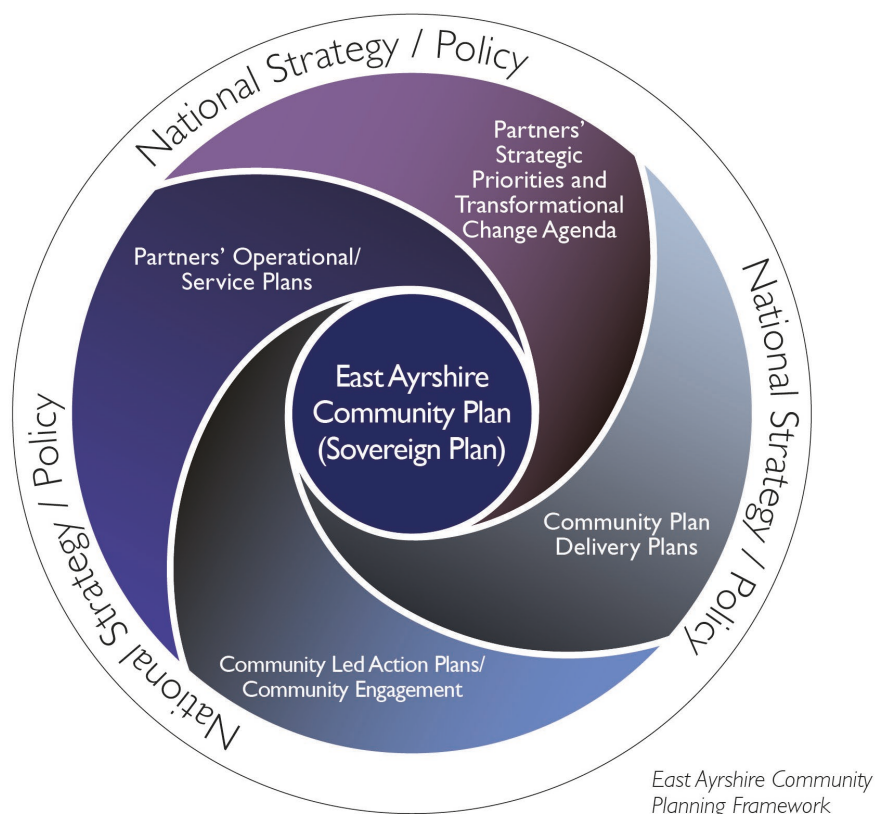 National Strategy / Policy
Partners'
Strategic
Priorities and
Transformational
Change Agenda
Partners' Operational/
Service Plans
National Strategy / Policy
East Ayrshire
Community Plan
(Sovereign Plan)
National Strategy / Policy
Community Plan
Delivery Plans
Community Led Action Plans/
Community Engagement
East Ayrshire Community
Planning Framework